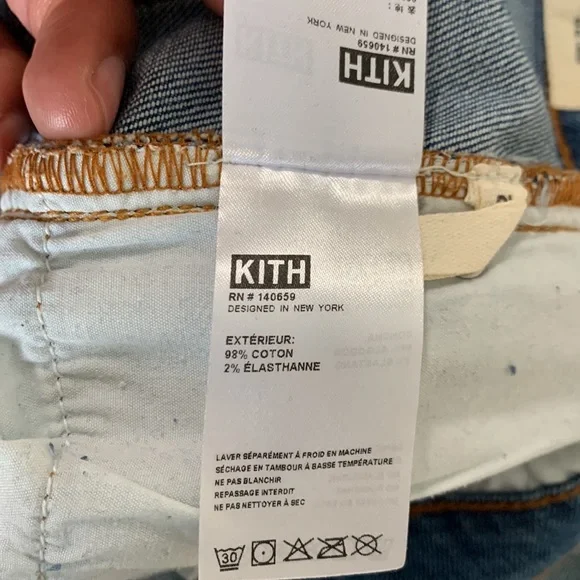 KITH
RN # 140659
DESIGNED IN NEW YORK
KITH
RN # 140659
DESIGNED IN NEW YORK
EXTÉRIEUR:
98% COTON
2% ÉLASTHANNE
LAVER SÉPARÉMENT À FROID EN MACHINE
SÉCHAGE EN TAMBOUR À BASSE TEMPÉRATURE
NE PAS BLANCHIR
REPASSAGE INTERDIT
NE PAS NETTOYER À SEC
30